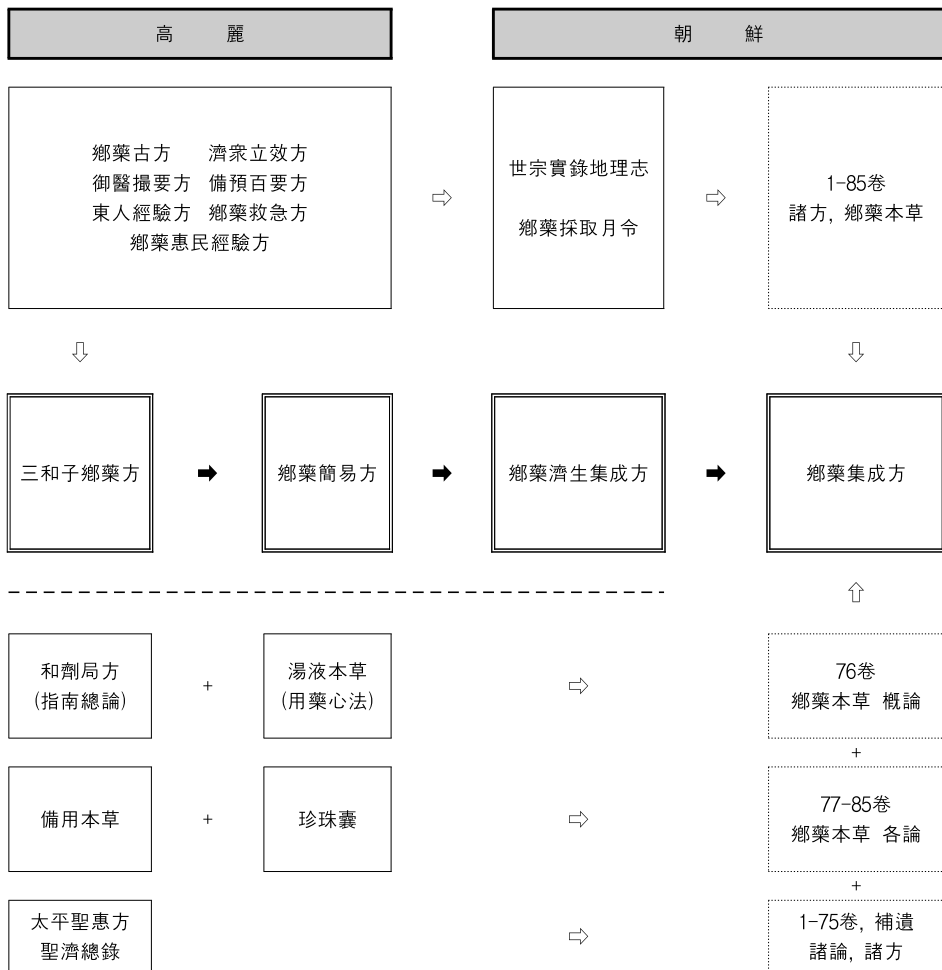 高 麗
朝 鮮
鄕藥古方 濟衆立效方
御醫撮要方 備預百要方
東人經驗方 鄕藥救急方
鄕藥惠民經驗方
⇨
世宗實錄地理志
鄕藥採取月令
⇨
1-85卷
諸方, 鄕藥本草
⇩
⇩
三和子鄕藥方
➡
鄕藥簡易方
➡
鄕藥濟生集成方
➡
鄕藥集成方
⇧
和劑局方
(指南總論)
+
湯液本草
(用藥心法)
⇨
76卷
鄕藥本草 槪論
+
備用本草
+
珍珠囊
⇨
77-85卷
鄕藥本草 各論
+
太平聖惠方
聖濟總錄
⇨
1-75卷, 補遺
諸論, 諸方